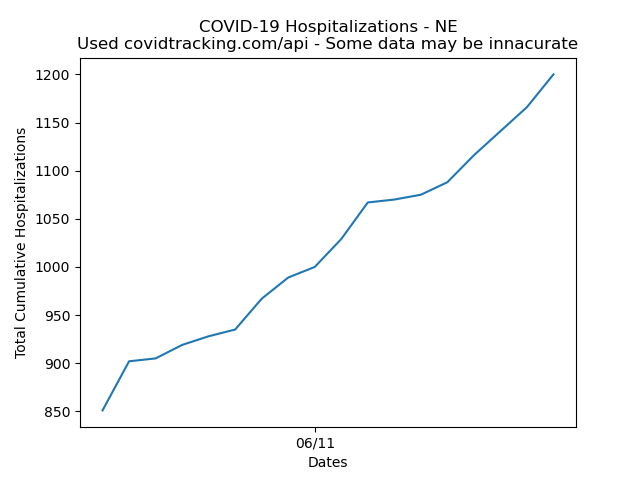 COVID-19 Hospitalizations - NE
Used covidtracking.com/api - Some data may be innacurate
1200
1150
1100
1050
1000
950
900
850
Total Cumulative Hospitalizations
06/11
Dates